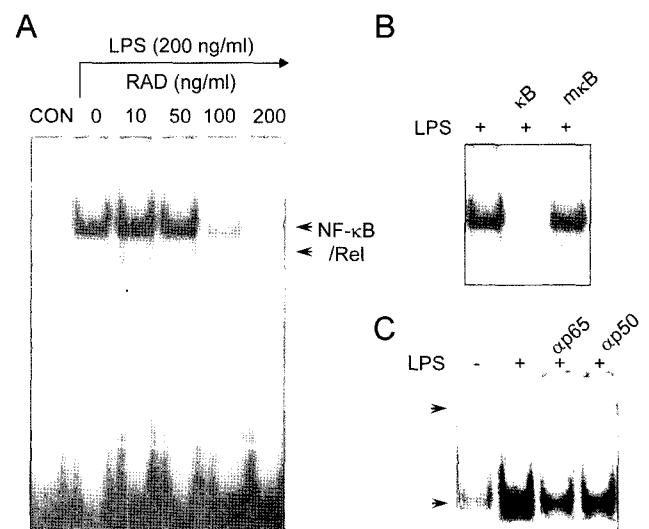 A
LPS (200 ng/ml)
RAD (ng/ml)
CON 0 10 50 100 200
NF-κB
/Rel
B
κB mκB
LPS + + +
C
αp65 αp50
LPS - + + +